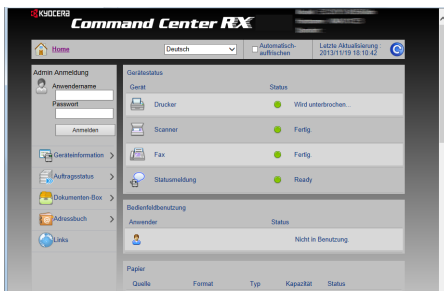 KYOCERA
Command Center RX
Home
Deutsch
Automatisch-
auffrischen
Letzte Aktualisierung :
2013/11/19 18:10:42
Admin Anmeldung
Anwendername
Passwort
Anmelden
Geräteinformation
Auftragsstatus
Dokumenten-Box
Adressbuch
Links
Gerätestatus
Gerät Status
Drucker Wird unterbrochen...
Scanner Fertig.
Fax Fertig.
Statusmeldung Ready
Bedienfeldbenutzung
Anwender Status
Nicht in Benutzung.
Papier
Quelle Format Typ Kapazität Status